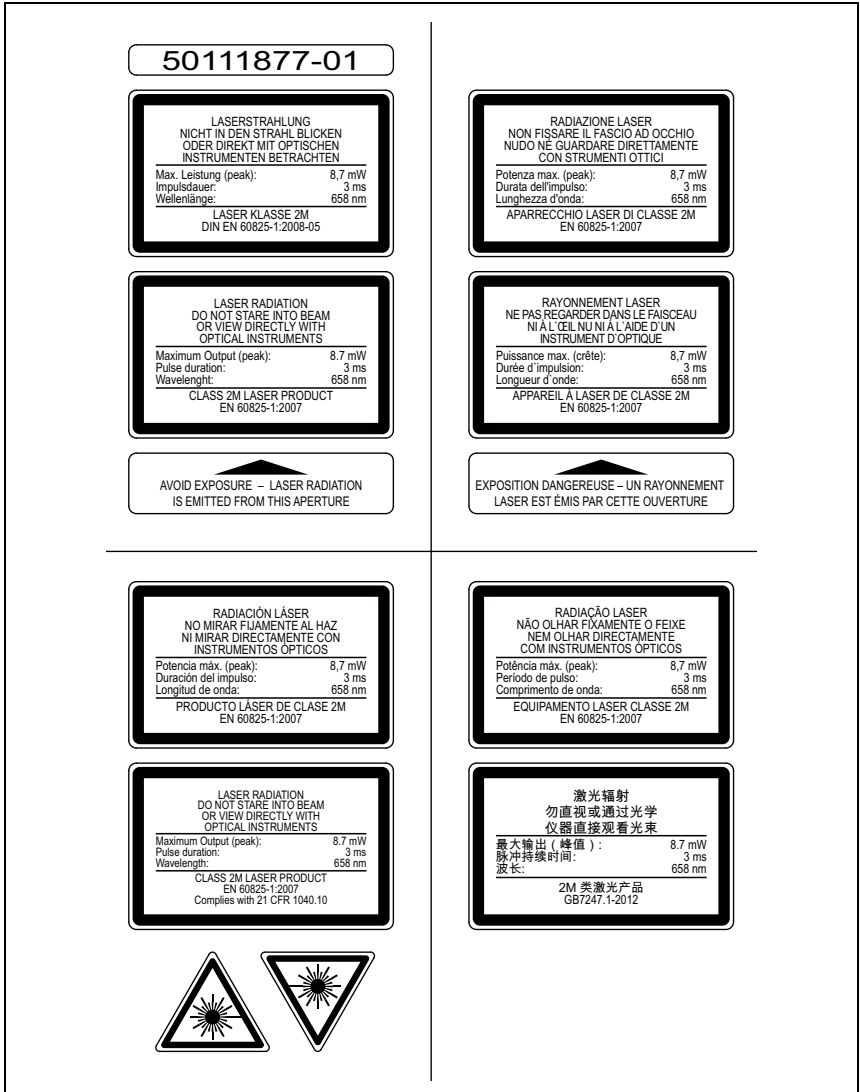 50111877-01
LASERSTRAHLUNG
NICHT IN DEN STRAHL BLICKEN
ODER DIREKT MIT OPTISCHEN
INSTRUMENTEN BETRACHTEN
Max. Leistung (peak): 8,7 mW
Impulsdauer: 3 ms
Wellenlänge: 658 nm
LASER KLASSE 2M
DIN EN 60825-1:2008-05
LASER RADIATION
DO NOT STARE INTO BEAM
OR VIEW DIRECTLY WITH
OPTICAL INSTRUMENTS
Maximum Output (peak): 8.7 mW
Pulse duration: 3 ms
Wavelenght: 658 nm
CLASS 2M LASER PRODUCT
EN 60825-1:2007
AVOID EXPOSURE – LASER RADIATION
IS EMITTED FROM THIS APERTURE
RADIAZIONE LASER
NON FISSARE IL FASCIO AD OCCHIO
NUDO NÉ GUARDARE DIRETTAMENTE
CON STRUMENTI OTTICI
Potenza max. (peak): 8,7 mW
Durata dell'impulso: 3 ms
Lunghezza d'onda: 658 nm
APARRECCHIO LASER DI CLASSE 2M
EN 60825-1:2007
RAYONNEMENT LASER
NE PAS REGARDER DANS LE FAISCEAU
NI À L`ŒIL NU NI À L`AIDE D`UN
INSTRUMENT D`OPTIQUE
Puissance max. (crête): 8,7 mW
Durée d`impulsion: 3 ms
Longueur d`onde: 658 nm
APPAREIL À LASER DE CLASSE 2M
EN 60825-1:2007
EXPOSITION DANGEREUSE – UN RAYONNEMENT
LASER EST ÉMIS PAR CETTE OUVERTURE
RADIACIÓN LÁSER
NO MIRAR FIJAMENTE AL HAZ
NI MIRAR DIRECTAMENTE CON
INSTRUMENTOS ÓPTICOS
Potencia máx. (peak): 8,7 mW
Duración del impulso: 3 ms
Longitud de onda: 658 nm
PRODUCTO LÁSER DE CLASE 2M
EN 60825-1:2007
LASER RADIATION
DO NOT STARE INTO BEAM
OR VIEW DIRECTLY WITH
OPTICAL INSTRUMENTS
Maximum Output (peak): 8.7 mW
Pulse duration: 3 ms
Wavelength: 658 nm
CLASS 2M LASER PRODUCT
EN 60825-1:2007
Complies with 21 CFR 1040.10
RADIAÇÃO LASER
NÃO OLHAR FIXAMENTE O FEIXE
NEM OLHAR DIRECTAMENTE
COM INSTRUMENTOS ÓPTICOS
Potência máx. (peak): 8,7 mW
Período de pulso: 3 ms
Comprimento de onda: 658 nm
EQUIPAMENTO LASER CLASSE 2M
EN 60825-1:2007
激光辐射
勿直视或通过光学
仪器直接观看光束
最大输出（峰值）: 8.7 mW
脉冲持续时间: 3 ms
波长: 658 nm
2M 类激光产品
GB7247.1-2012